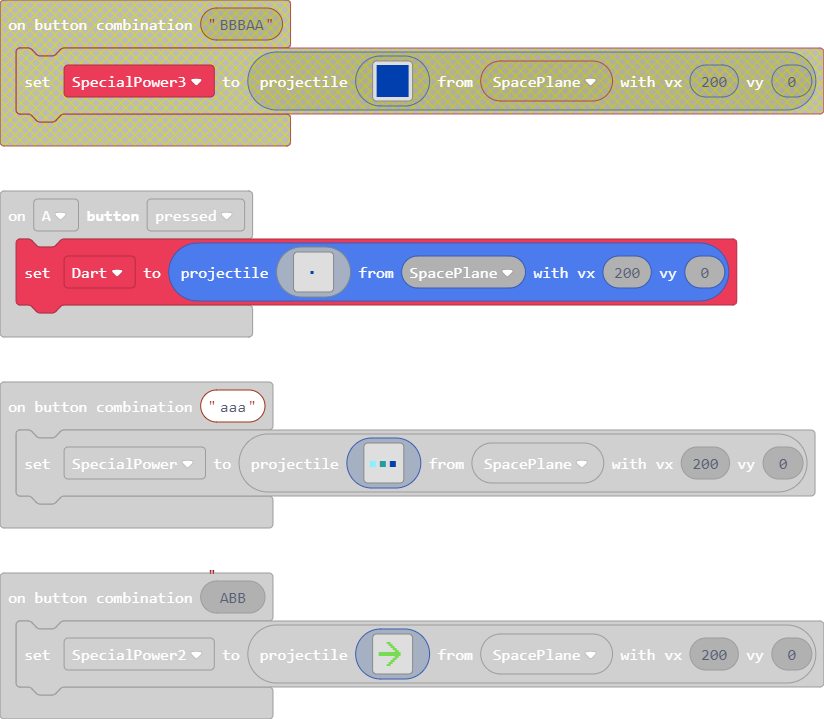 on button combination "BBBAA"
set SpecialPower3 to projectile from SpacePlane with vx 200 vy 0
on A button pressed
set Dart to projectile from SpacePlane with vx 200 vy 0
on button combination "aaa"
set SpecialPower to projectile from SpacePlane with vx 200 vy 0
"
on button combination ABB
set SpecialPower2 to projectile from SpacePlane with vx 200 vy 0